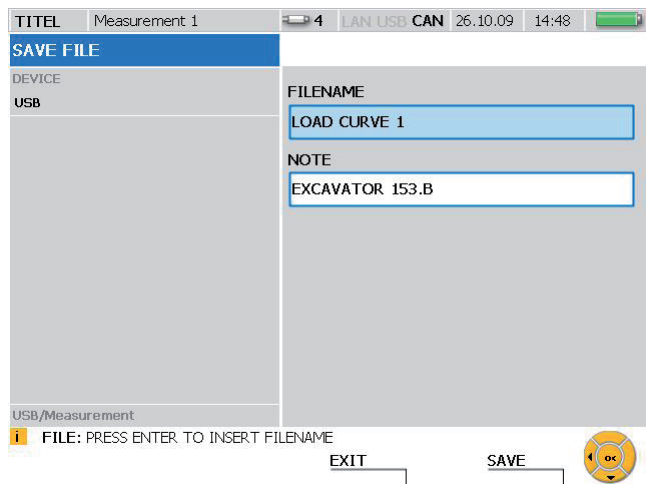 TITEL Measurement 1 4 LAN USB CAN 26.10.09 14:48
SAVE FILE
DEVICE
USB
FILENAME
LOAD CURVE 1
NOTE
EXCAVATOR 153.B
USB/Measurement
i FILE: PRESS ENTER TO INSERT FILENAME
EXIT SAVE
OK